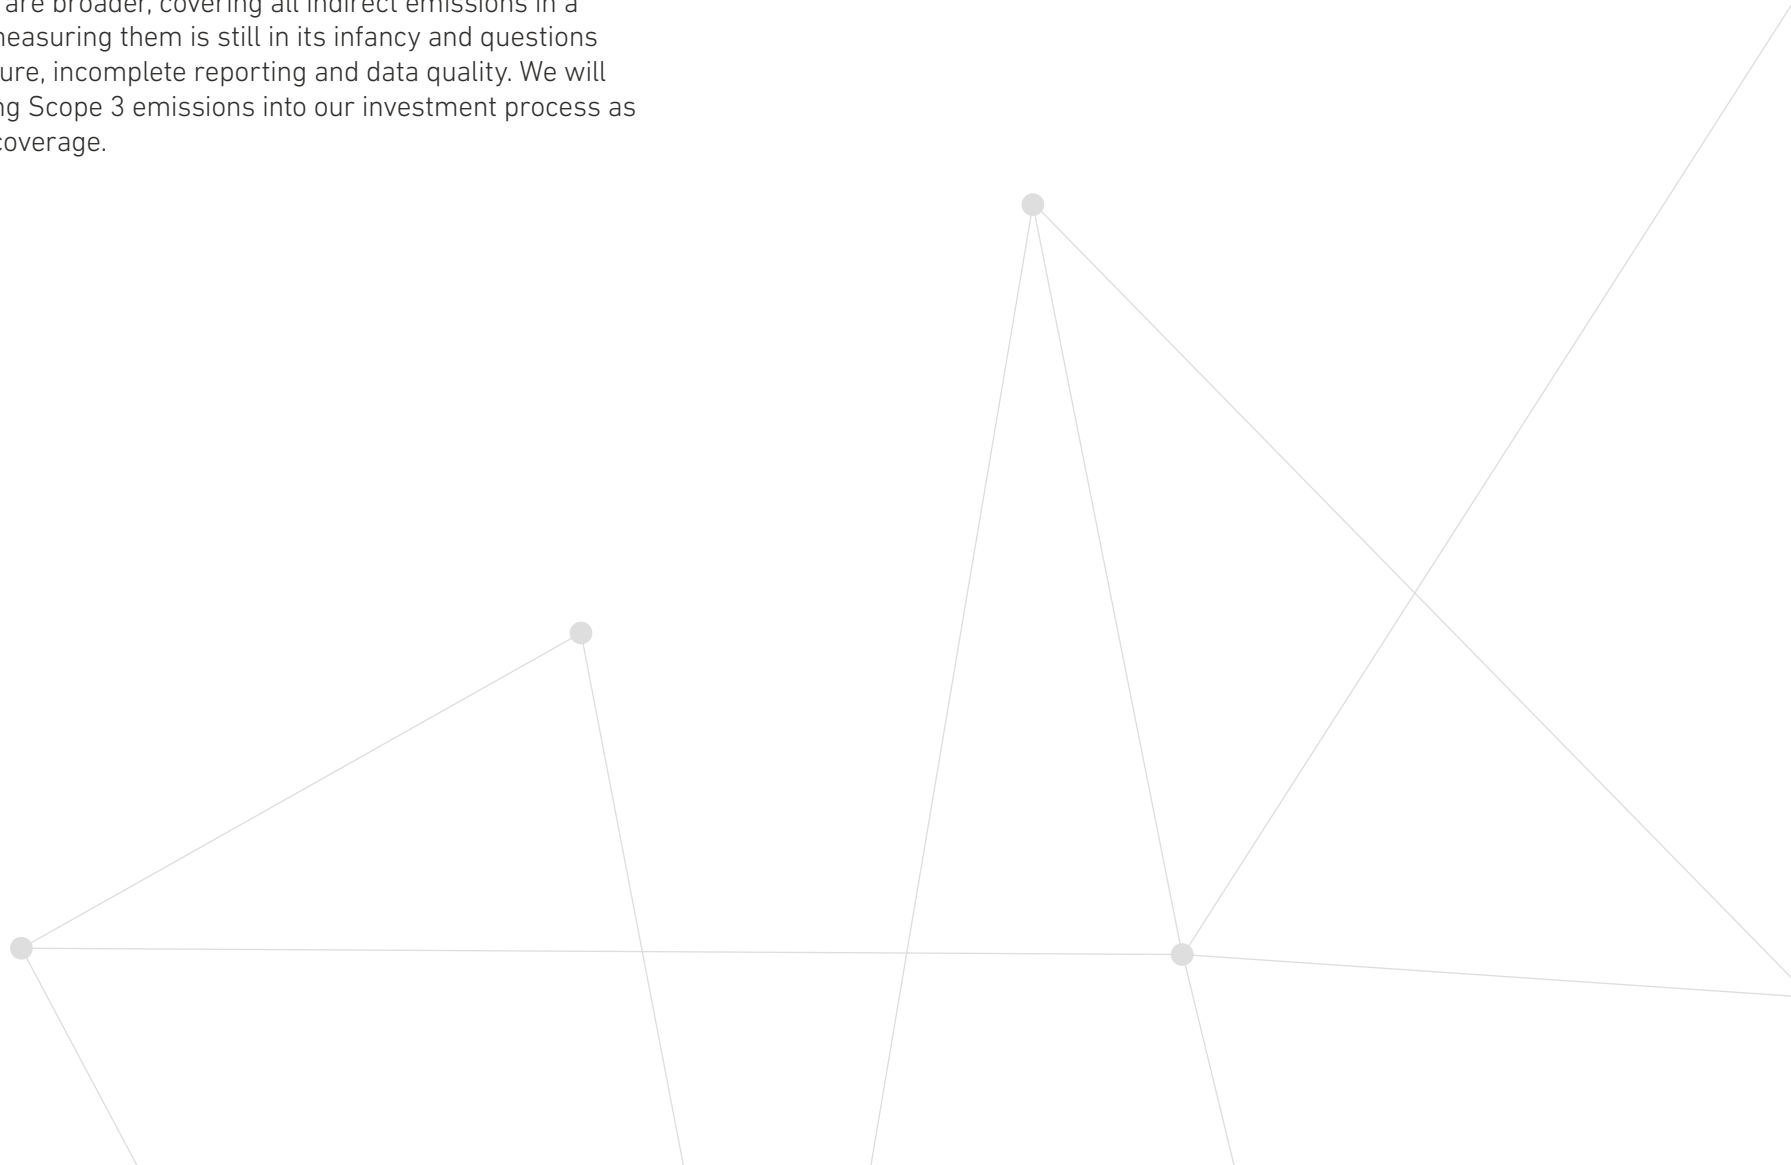 are broader, covering all indirect emissions in a
measuring them is still in its infancy and questions
ure, incomplete reporting and data quality. We will
ng Scope 3 emissions into our investment process as
coverage.